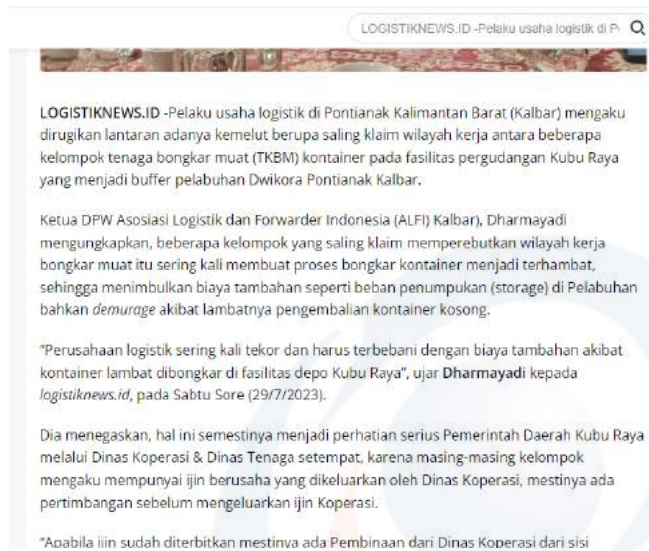 LOGISTIKNEWS.ID -Pelaku usaha logistik di P
LOGISTIKNEWS.ID -Pelaku usaha logistik di Pontianak Kalimantan Barat (Kalbar) mengaku
dirugikan lantaran adanya kemelut berupa saling klaim wilayah kerja antara beberapa
kelompok tenaga bongkar muat (TKBM) kontainer pada fasilitas pergudangan Kubu Raya
yang menjadi buffer pelabuhan Dwikora Pontianak Kalbar.
Ketua DPW Asosiasi Logistik dan Forwarder Indonesia (ALFI) Kalbar), Dharmayadi
mengungkapkan, beberapa kelompok yang saling klaim memperebutkan wilayah kerja
bongkar muat itu sering kali membuat proses bongkar kontainer menjadi terhambat,
sehingga menimbulkan biaya tambahan seperti beban penumpukan (storage) di Pelabuhan
bahkan demurage akibat lambatnya pengembalian kontainer kosong.
"Perusahaan logistik sering kali tekor dan harus terbebani dengan biaya tambahan akibat
kontainer lambat dibongkar di fasilitas depo Kubu Raya", ujar Dharmayadi kepada
logistiknews.id, pada Sabtu Sore (29/7/2023).
Dia menegaskan, hal ini semestinya menjadi perhatian serius Pemerintah Daerah Kubu Raya
melalui Dinas Koperasi & Dinas Tenaga setempat, karena masing-masing kelompok
mengaku mempunyai ijin berusaha yang dikeluarkan oleh Dinas Koperasi, mestinya ada
pertimbangan sebelum mengeluarkan ijin Koperasi.
"Apabila ijin sudah diterbitkan mestinya ada Pembinaan dari Dinas Koperasi dari sisi